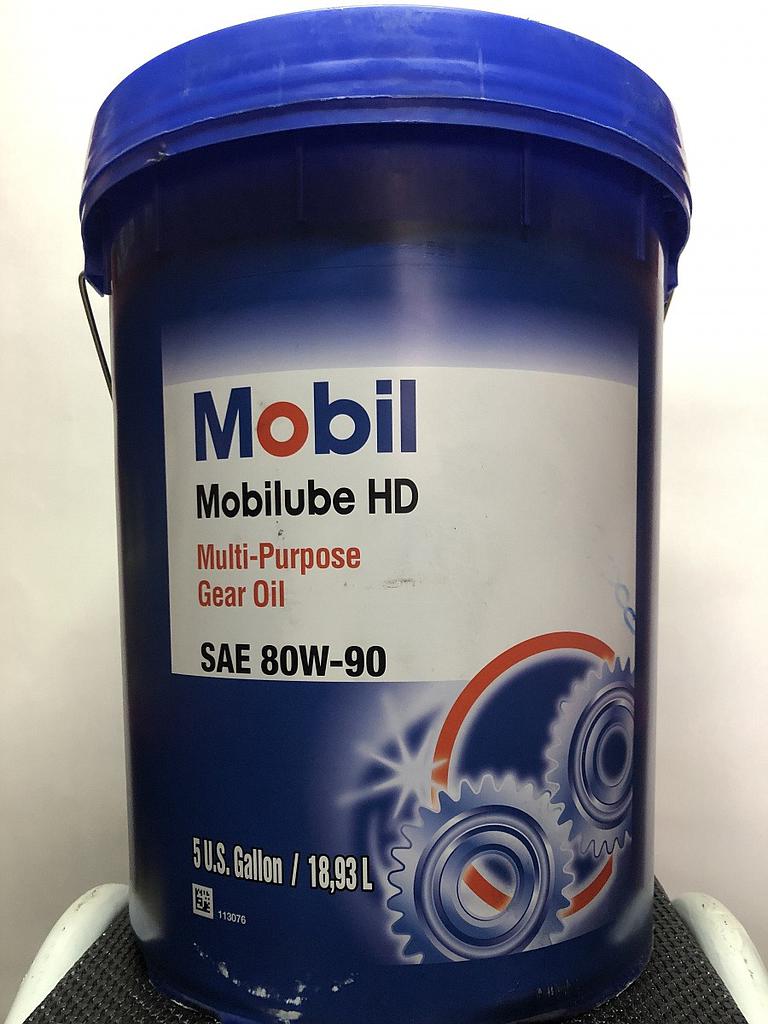 Mobil
Mobilube HD
Multi-Purpose
Gear Oil
SAE 80W-90
5 U.S. Gallon / 18,93 L
113076